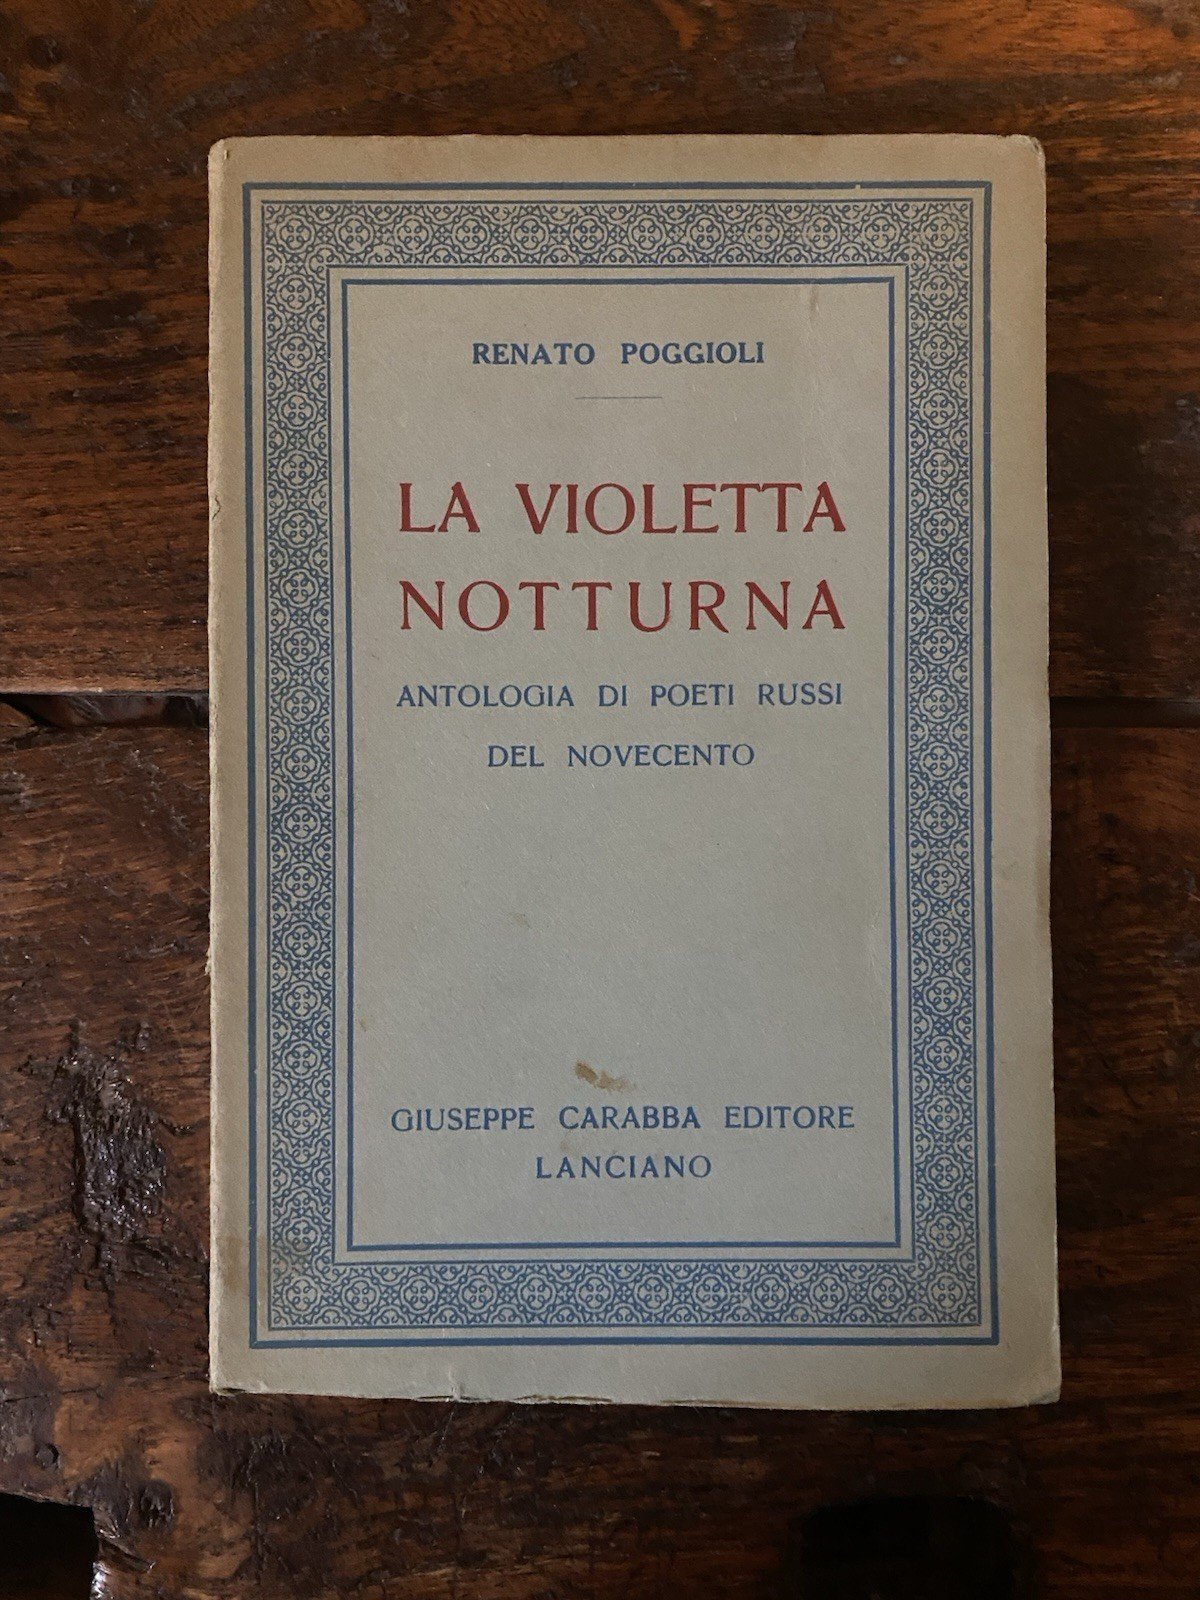 RENATO POGGIOLI
LA VIOLETTA
NOTTURNA
ANTOLOGIA DI POETI RUSSI
DEL NOVECENTO
GIUSEPPE CARABBA EDITORE
LANCIANO